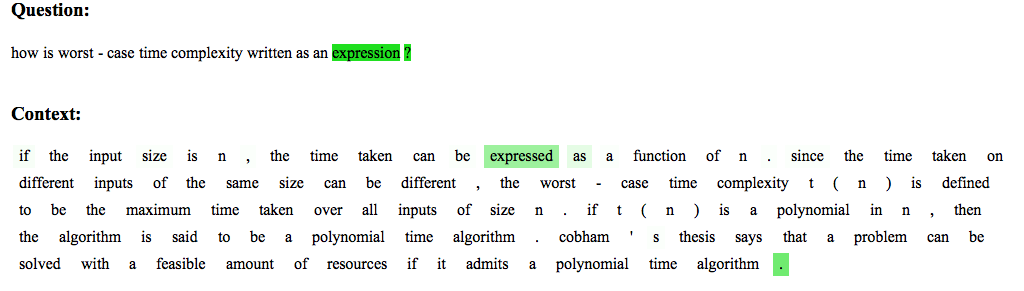 Question:
how is worst - case time complexity written as an expression ?
Context:
if the input size is n , the time taken can be expressed as a function of n . since the time taken on
different inputs of the same size can be different , the worst - case time complexity t ( n ) is defined
to be the maximum time taken over all inputs of size n . if t ( n ) is a polynomial in n , then
the algorithm is said to be a polynomial time algorithm . cobham ' s thesis says that a problem can be
solved with a feasible amount of resources if it admits a polynomial time algorithm .